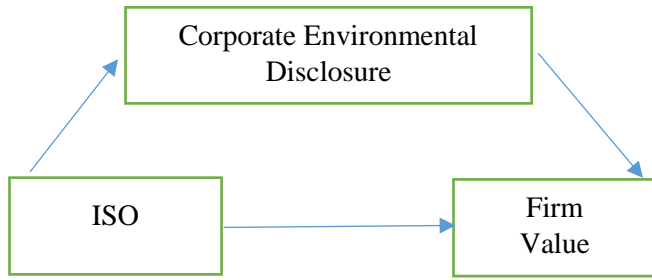 Corporate Environmental
Disclosure
ISO
Firm
Value